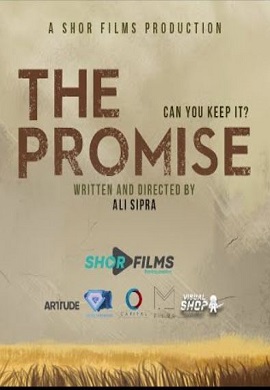 A SHOR FILMS PRODUCTION
THE
CAN YOU KEEP IT?
PROMISE
WRITTEN AND DIRECTED BY
ALI SIPRA
SHOR FILMS
ARTITUDE
CAPITAL
VISUAL
SHOP